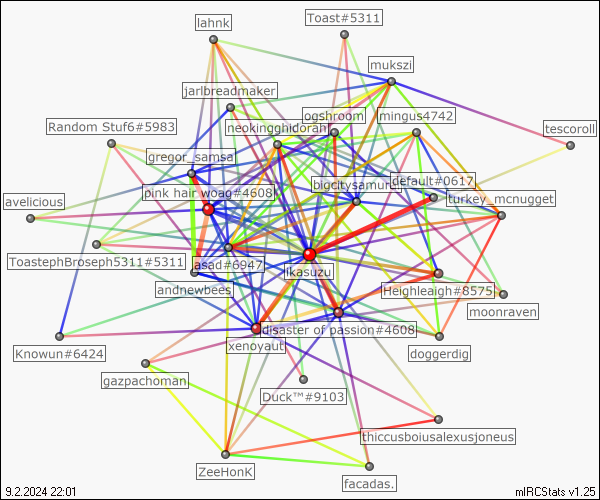 lahnk
Toast#5311
mukszi
jarlbreadmaker
ogshroom
mingus4742
neokingghidorah
Random Stuf6#5983
tescoroll
gregor_samsa
bigcitysamurai
default#0617
pink hair woag#4608
turkey_mcnugget
avelicious
ToastephBroseph5311#5311
asad#6947
ikasuzu
andnewbees
Heighleaigh#8575
moonraven
disaster of passion#4608
xenoyaut
Knowun#6424
doggerdig
gazpachoman
Duck™#9103
thiccusboiusalexusjoneus
ZeeHonK
facadas.
9.2.2024 22:01
mIRCStats v1.25